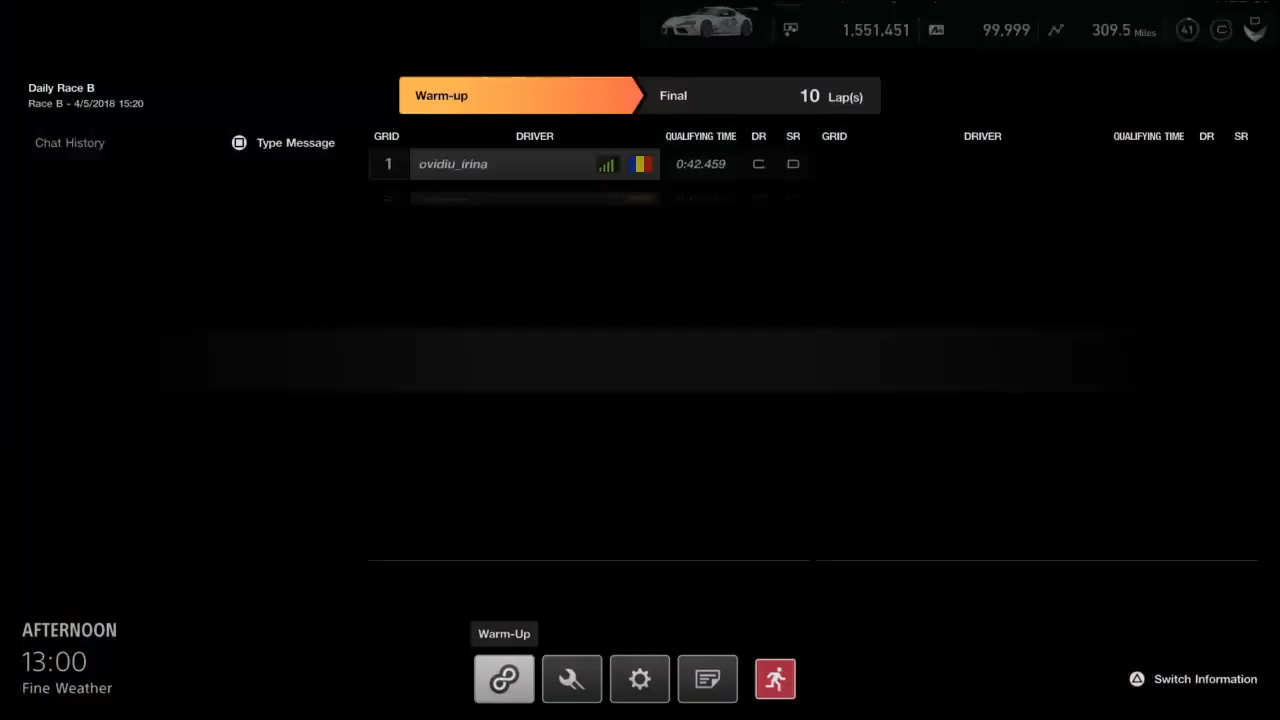 1,551,451 99,999 309.5 Miles 41 C D
Daily Race B
Race B - 4/5/2018 15:20
Warm-up Final 10 Lap(s)
Chat History Type Message
GRID DRIVER QUALIFYING TIME DR SR GRID DRIVER QUALIFYING TIME DR SR
1 ovidiu_irina 0:42.459 C D
AFTERNOON
13:00
Fine Weather
Warm-Up
Switch Information